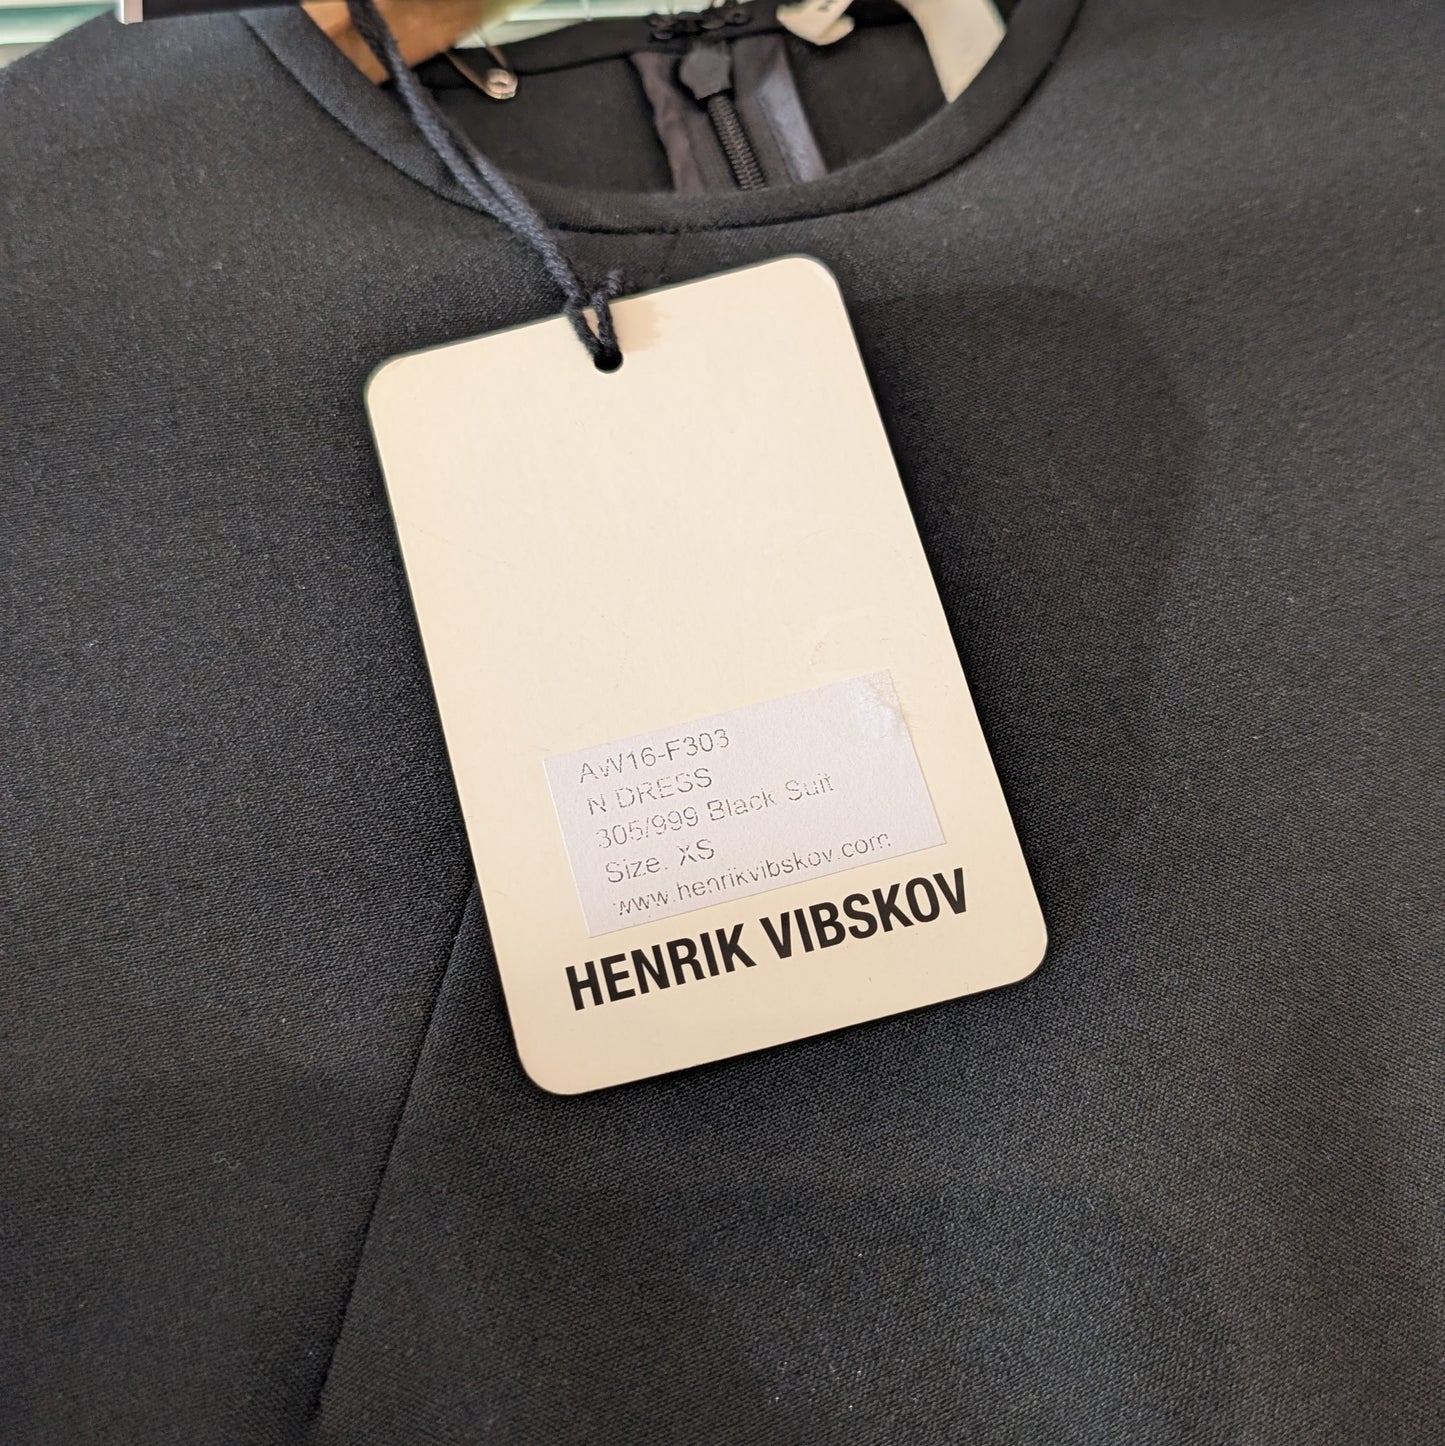 AW16-F303
N DRESS
305/999 Black Suit
Size: XS
www.henrikvibskov.com
HENRIK VIBSKOV